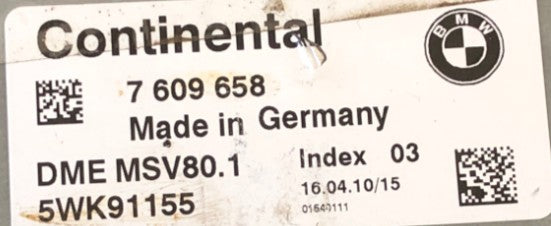 Continental
BMW
7 609 658
Made in Germany
DME MSV80.1 Index 03
5WK91155 16.04.10/15
01640111